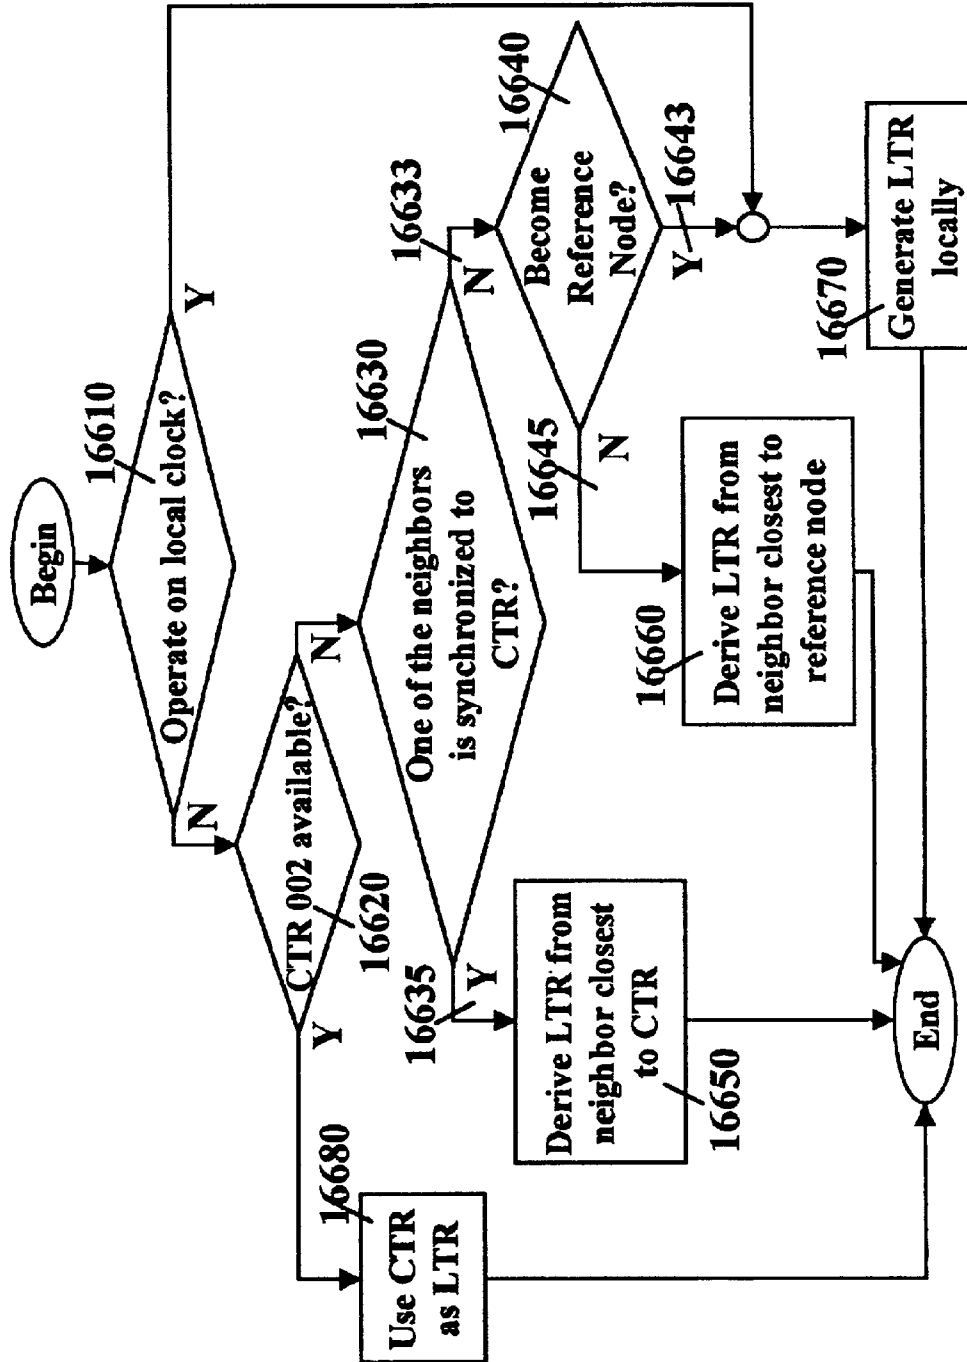 Begin
16610
Operate on local clock?
Y
N
CTR 002 available?
16620
Y
N
16680
Use CTR
as LTR
16630
One of the neighbors
is synchronized to
CTR?
16633
N
16635
Y
16640
Become
Reference
Node?
16643
Y
16645
N
Derive LTR from
neighbor closest
to CTR
16650
16660
Derive LTR from
neighbor closest to
reference node
16670
Generate LTR
locally
End